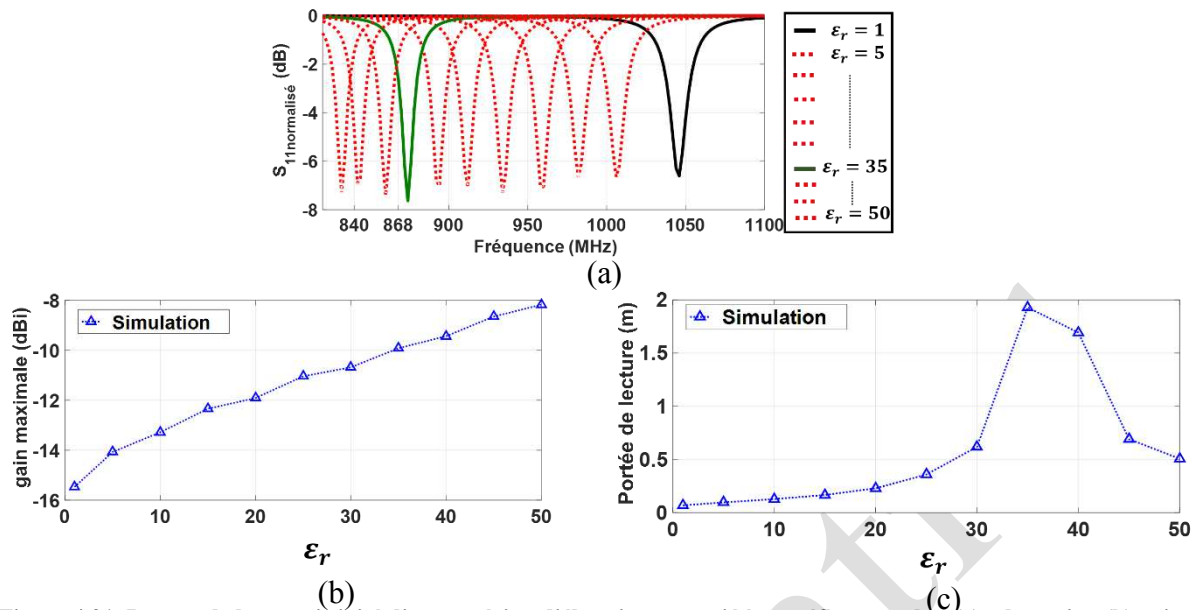 0
-2
-4
-6
-8
S11normalisé (dB)
840 868 900 950 1000 1050 1100
Fréquence (MHz)
εr = 1
εr = 5
εr = 35
εr = 50
(a)
-8
-10
-12
-14
-16
gain maximale (dBi)
Simulation
0 10 20 30 40 50
εr
(b)
2
1.5
1
0.5
0
Portée de lecture (m)
Simulation
0 10 20 30 40 50
εr
(c)